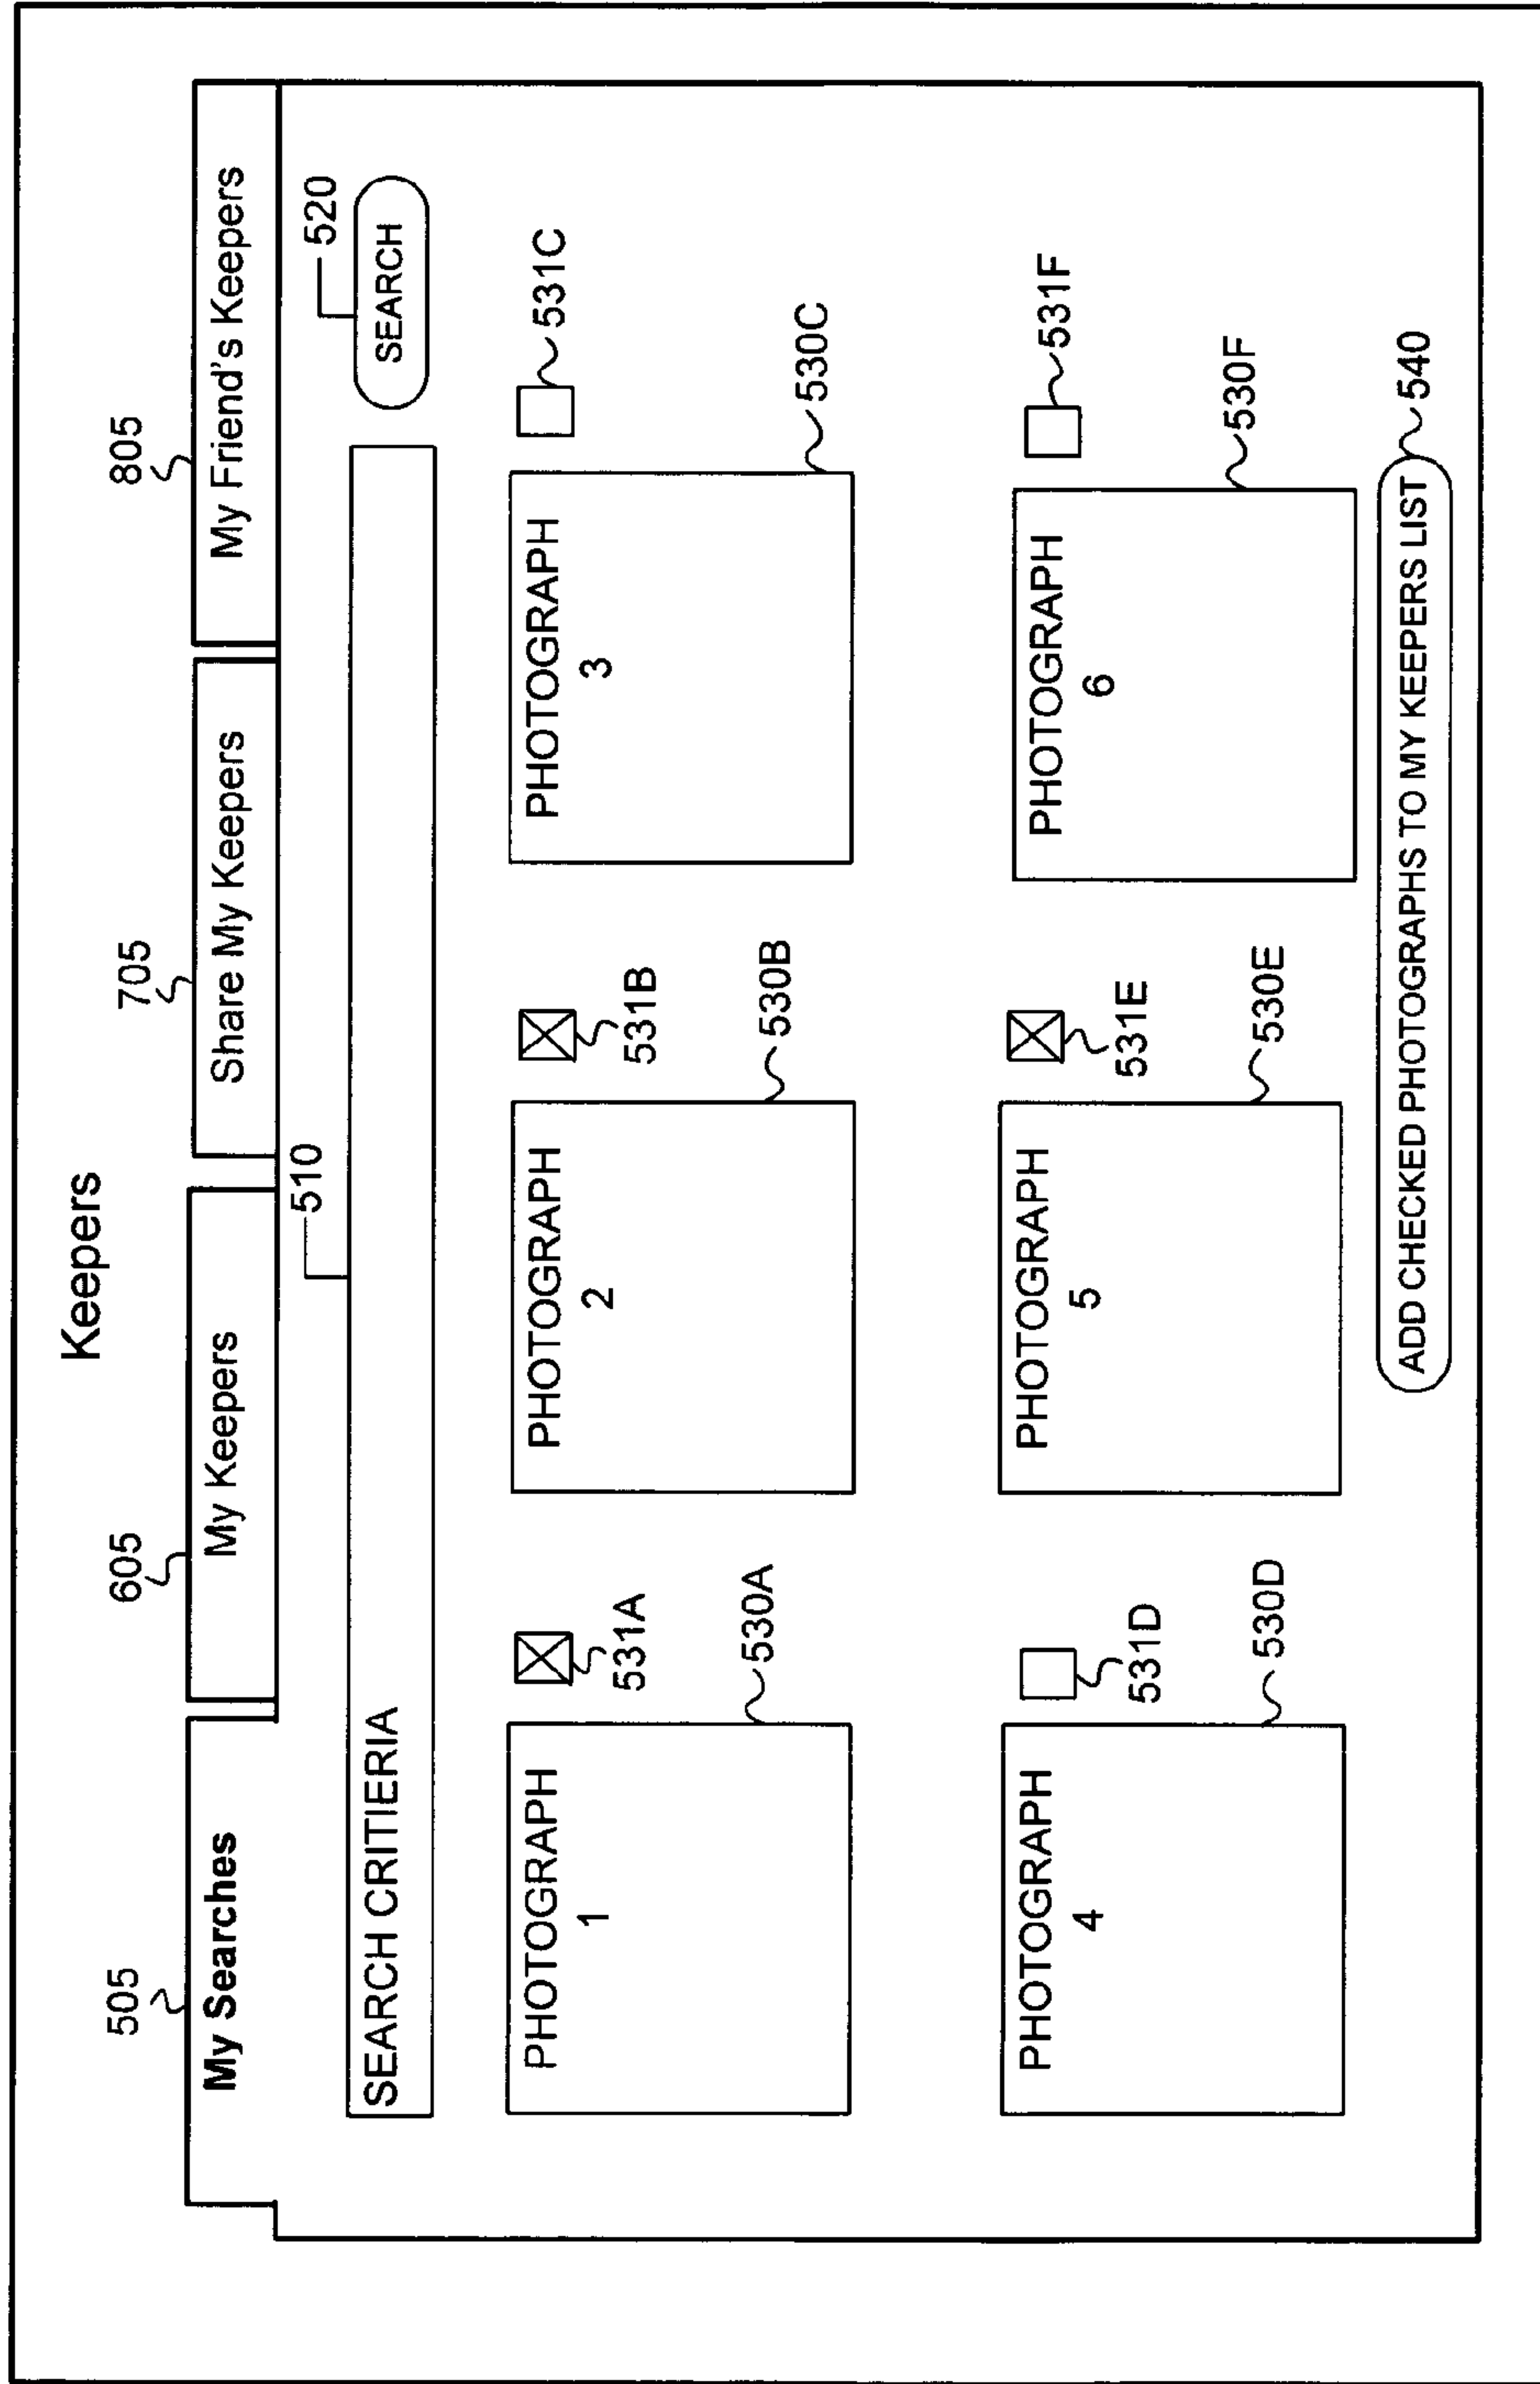 Keepers
505
605
705
805
My Searches
My Keepers
Share My Keepers
My Friend's Keepers
510
520
SEARCH CRITIERIA
SEARCH
PHOTOGRAPH
1
531A
530A
PHOTOGRAPH
2
531B
530B
PHOTOGRAPH
3
531C
530C
PHOTOGRAPH
4
531D
530D
PHOTOGRAPH
5
531E
530E
PHOTOGRAPH
6
531F
530F
ADD CHECKED PHOTOGRAPHS TO MY KEEPERS LIST
540